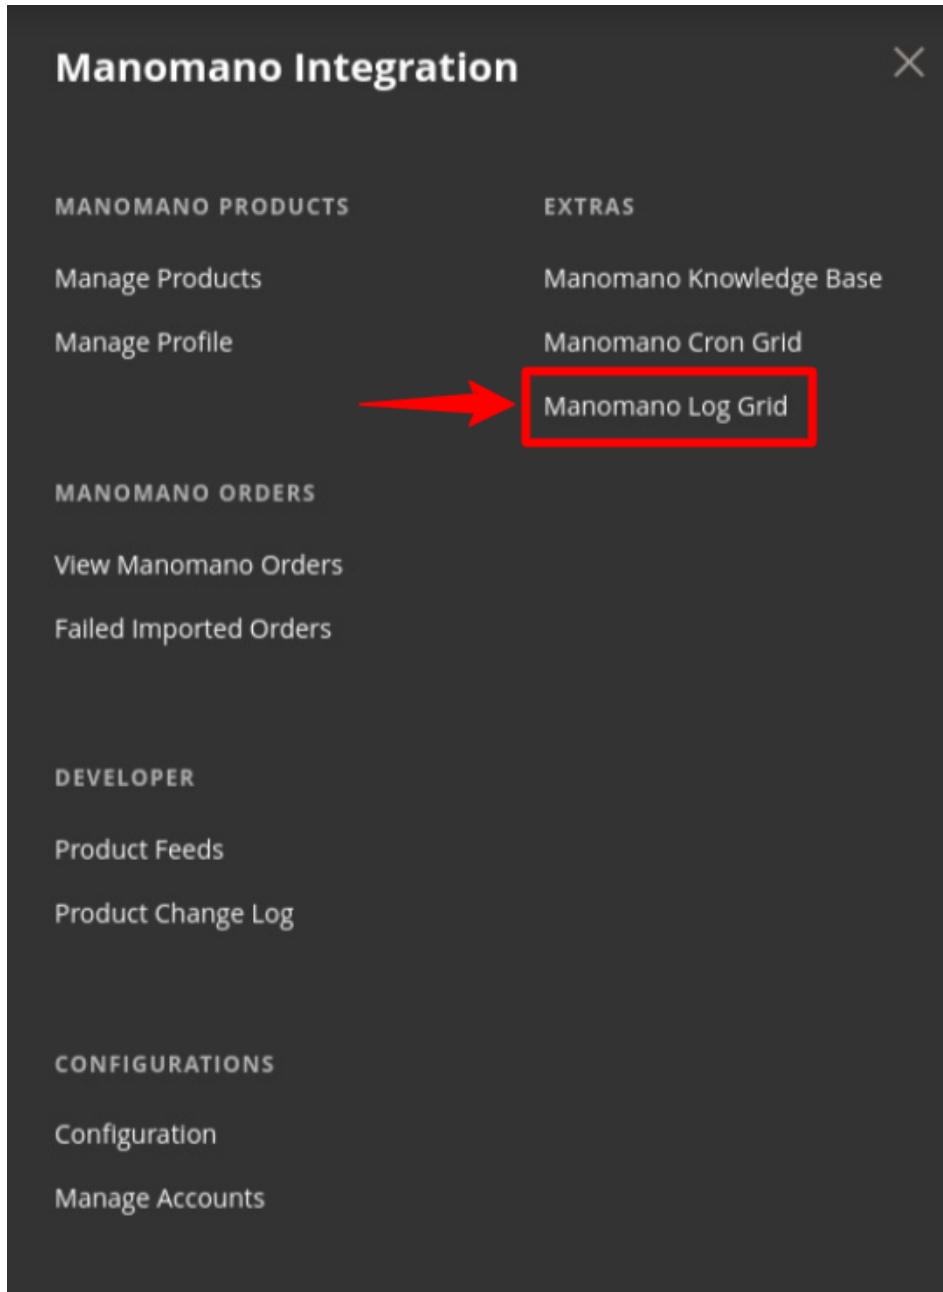 Manomano Integration
MANOMANO PRODUCTS
Manage Products
Manage Profile
EXTRAS
Manomano Knowledge Base
Manomano Cron Grid
Manomano Log Grid
MANOMANO ORDERS
View Manomano Orders
Failed Imported Orders
DEVELOPER
Product Feeds
Product Change Log
CONFIGURATIONS
Configuration
Manage Accounts